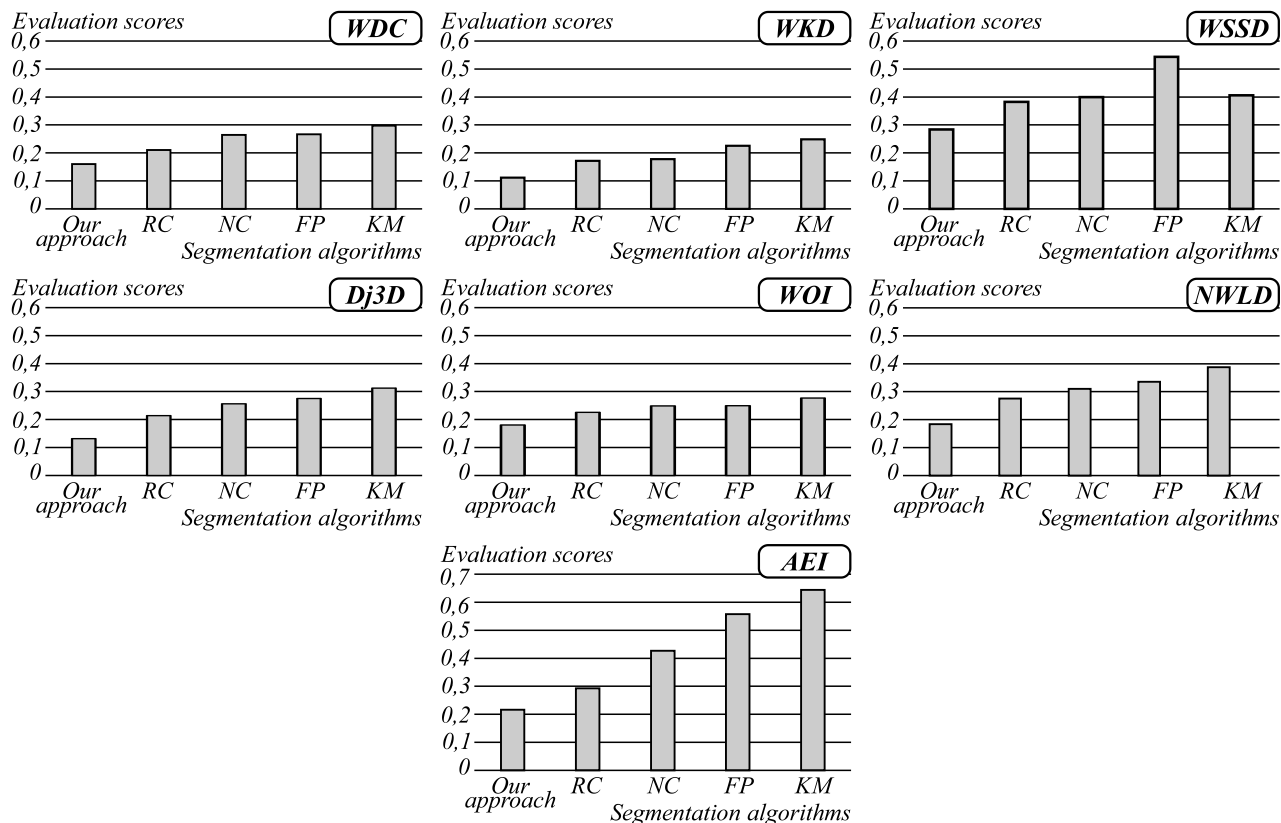 Evaluation scores
WDC
0,6
0,5
0,4
0,3
0,2
0,1
0
Our approach
RC
NC
FP
KM
Segmentation algorithms
Evaluation scores
WKD
0,6
0,5
0,4
0,3
0,2
0,1
0
Our approach
RC
NC
FP
KM
Segmentation algorithms
Evaluation scores
WSSD
0,6
0,5
0,4
0,3
0,2
0,1
0
Our approach
RC
NC
FP
KM
Segmentation algorithms
Evaluation scores
Dj3D
0,6
0,5
0,4
0,3
0,2
0,1
0
Our approach
RC
NC
FP
KM
Segmentation algorithms
Evaluation scores
WOI
0,6
0,5
0,4
0,3
0,2
0,1
0
Our approach
RC
NC
FP
KM
Segmentation algorithms
Evaluation scores
NWLD
0,6
0,5
0,4
0,3
0,2
0,1
0
Our approach
RC
NC
FP
KM
Segmentation algorithms
Evaluation scores
AEI
0,7
0,6
0,5
0,4
0,3
0,2
0,1
0
Our approach
RC
NC
FP
KM
Segmentation algorithms